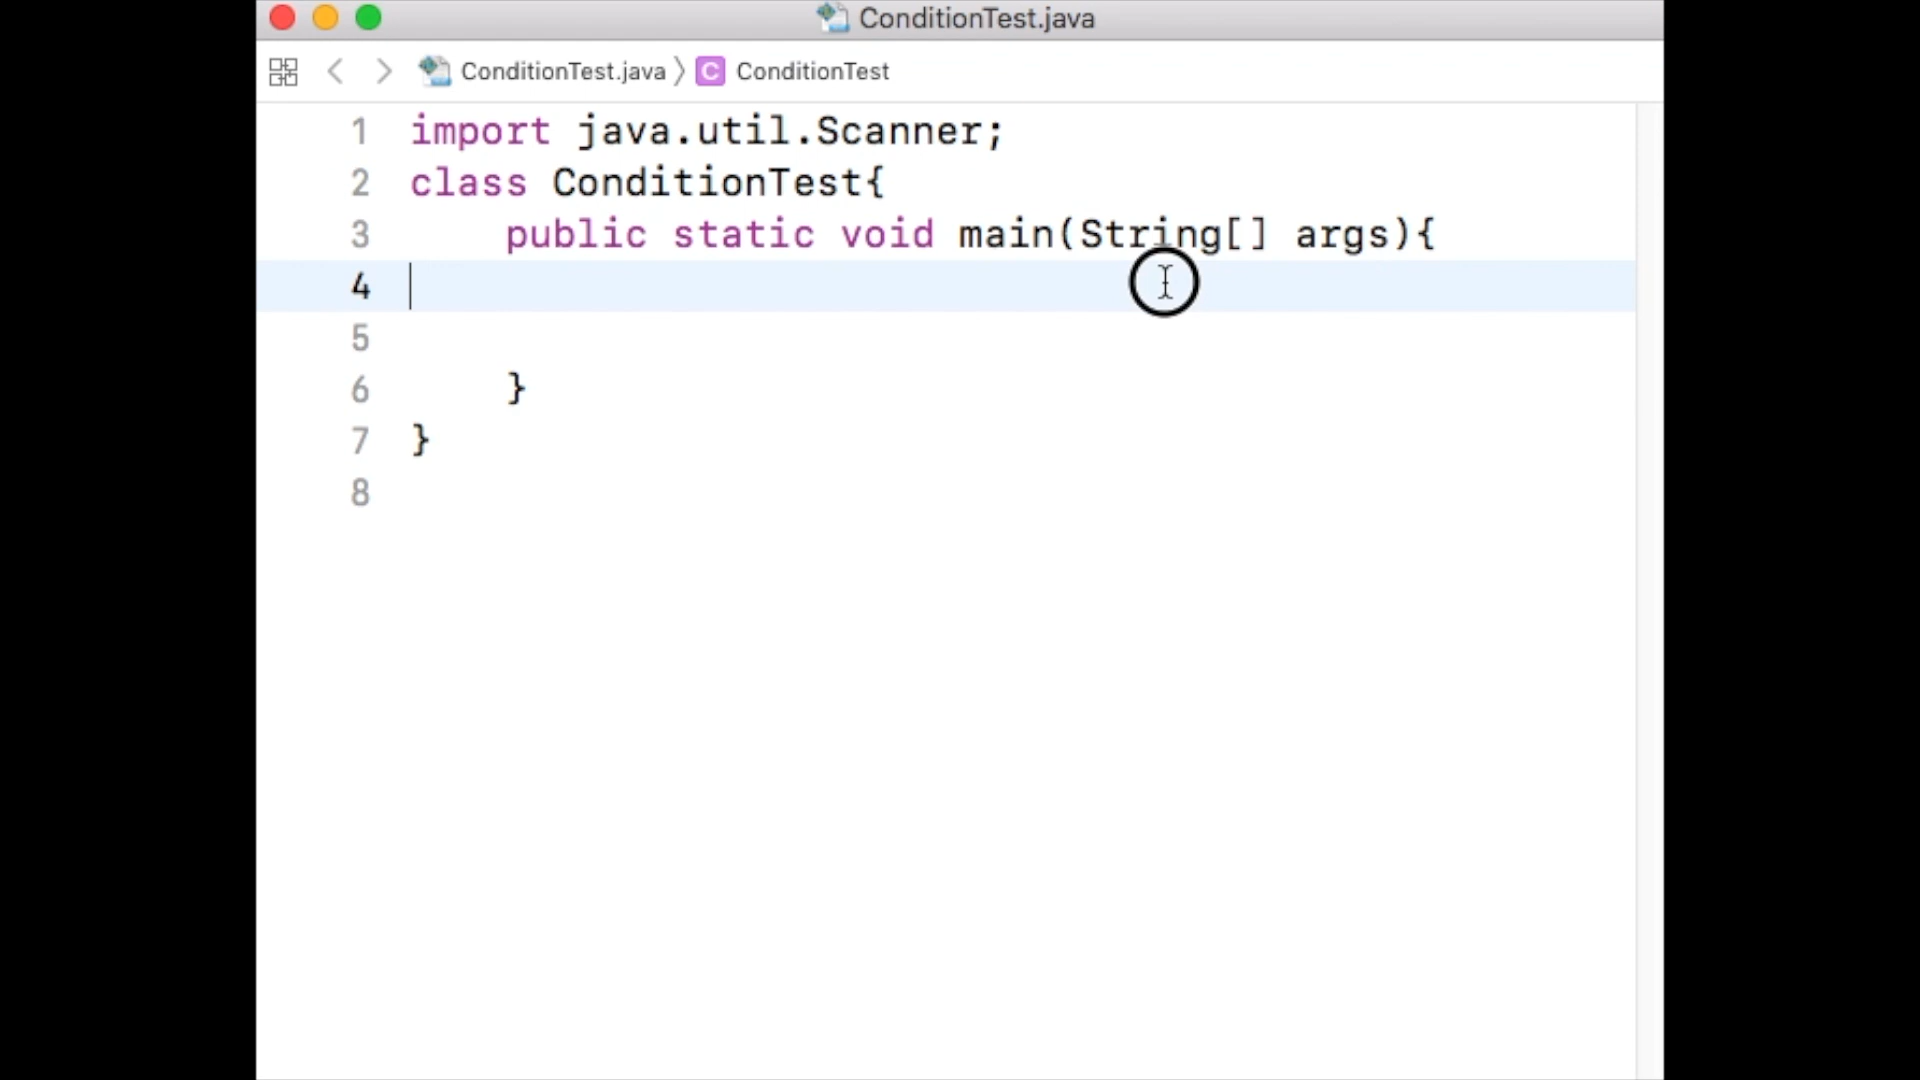 ConditionTest.java
ConditionTest.java 〉 C ConditionTest
1 import java.util.Scanner;
2 class ConditionTest{
3     public static void main(String[] args){
4
5
6     }
7 }
8